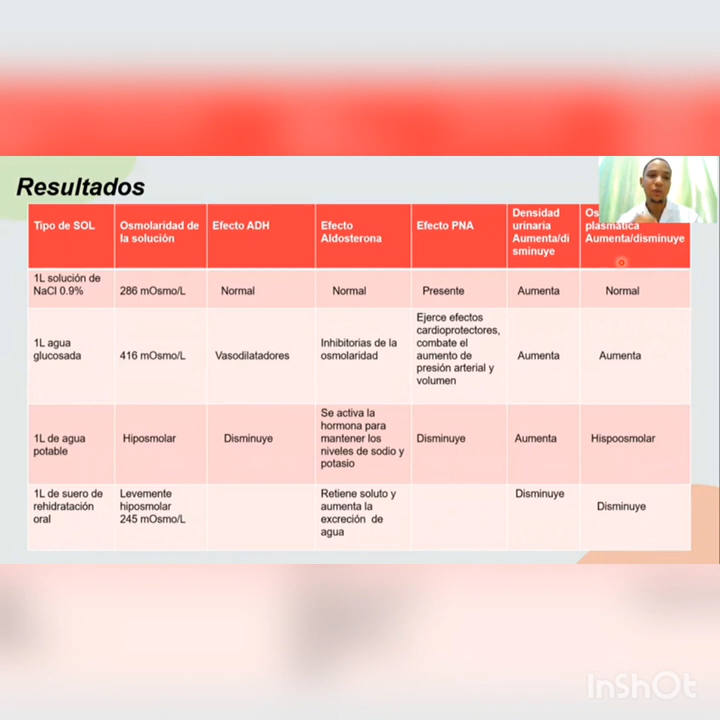 Resultados
Tipo de SOL
Osmolaridad de
la solución
Efecto ADH
Efecto
Aldosterona
Efecto PNA
Densidad
urinaria
Aumenta/di
sminuye
Os
plasmática
Aumenta/disminuye
1L solución de
NaCl 0.9%
286 mOsmo/L
Normal
Normal
Presente
Aumenta
Normal
1L agua
glucosada
416 mOsmo/L
Vasodilatadores
Inhibitorias de la
osmolaridad
Ejerce efectos
cardioprotectores,
combate el
aumento de
presión arterial y
volumen
Aumenta
Aumenta
1L de agua
potable
Hiposmolar
Disminuye
Se activa la
hormona para
mantener los
niveles de sodio y
potasio
Disminuye
Aumenta
Hispoosmolar
1L de suero de
rehidratación
oral
Levemente
hiposmolar
245 mOsmo/L
Retiene soluto y
aumenta la
excreción de
agua
Disminuye
Disminuye
InShOt